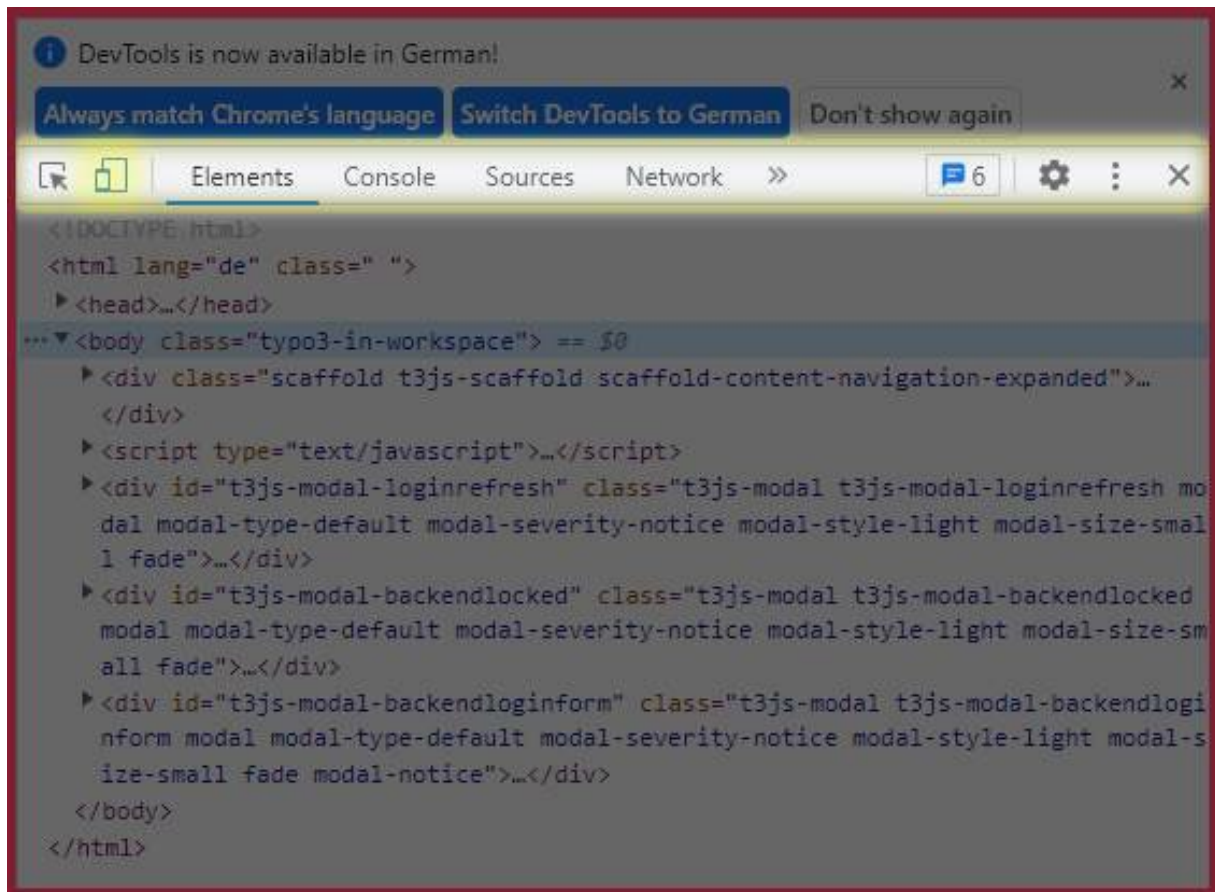 DevTools is now available in German!
Always match Chrome's language Switch DevTools to German Don't show again
Elements Console Sources Network 6
<!DOCTYPE html>
<html lang="de" class=" ">
<head>…</head>
<body class="typo3-in-workspace"> == $0
<div class="scaffold t3js-scaffold scaffold-content-navigation-expanded">…
</div>
<script type="text/javascript">…</script>
<div id="t3js-modal-loginrefresh" class="t3js-modal t3js-modal-loginrefresh mo
dal modal-type-default modal-severity-notice modal-style-light modal-size-smal
l fade">…</div>
<div id="t3js-modal-backendlocked" class="t3js-modal t3js-modal-backendlocked
modal modal-type-default modal-severity-notice modal-style-light modal-size-sm
all fade">…</div>
<div id="t3js-modal-backendloginform" class="t3js-modal t3js-modal-backendlogi
nform modal modal-type-default modal-severity-notice modal-style-light modal-s
ize-small fade modal-notice">…</div>
</body>
</html>